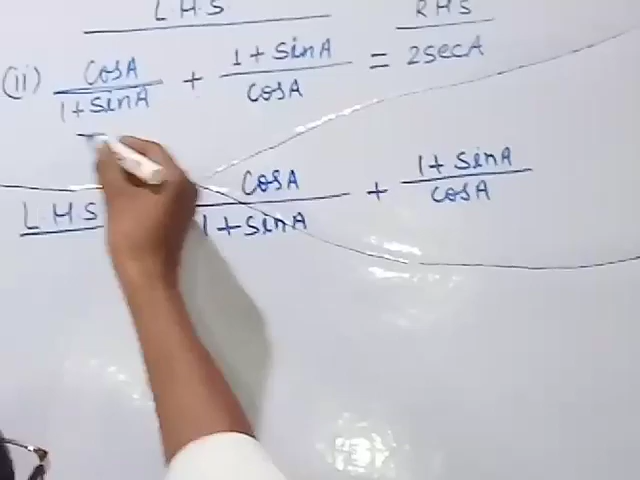 LHS RHS
(ii) cosA/1+sinA + 1+sinA/cosA = 2secA
LHS cosA/1+sinA + 1+sinA/cosA